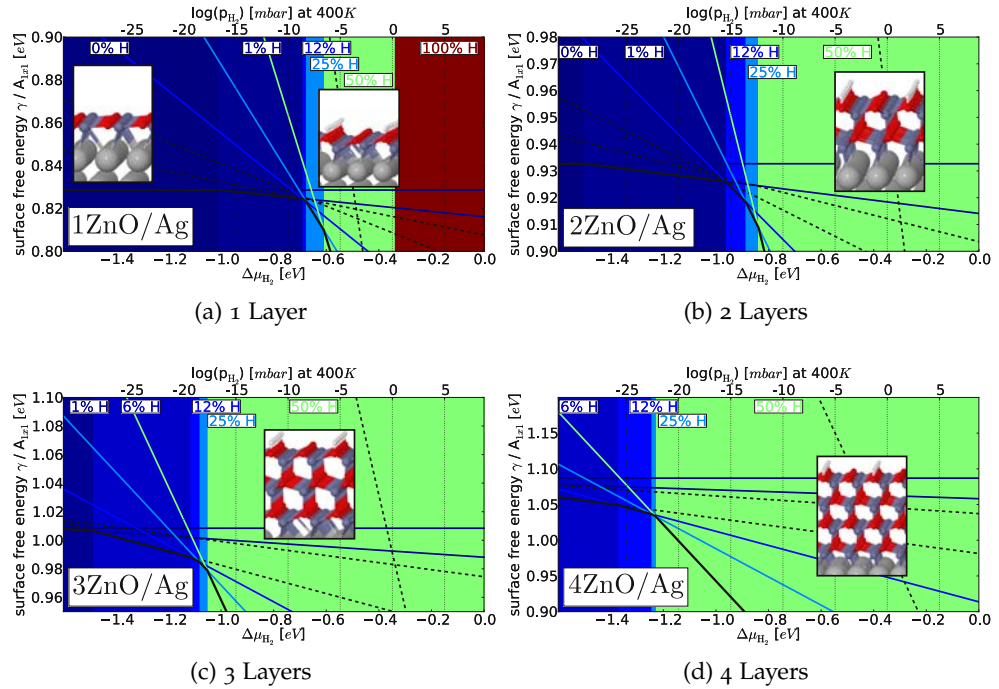 log(p_H₂) [mbar] at 400K
-25 -20 -15 -10 -5 0 5
surface free energy γ / A₁ₓ₁ [eV]
0.90
0.88
0.86
0.84
0.82
0.80
0% H 1% H 12% H 100% H
25% H
50% H
1ZnO/Ag
−1.4 −1.2 −1.0 −0.8 −0.6 −0.4 −0.2 0.0
Δμ_H₂ [eV]
(a) 1 Layer
log(p_H₂) [mbar] at 400K
-25 -20 -15 -10 -5 0 5
surface free energy γ / A₁ₓ₁ [eV]
0.98
0.97
0.96
0.95
0.94
0.93
0.92
0.91
0.90
0% H 1% H 12% H 50% H
25% H
2ZnO/Ag
−1.4 −1.2 −1.0 −0.8 −0.6 −0.4 −0.2 0.0
Δμ_H₂ [eV]
(b) 2 Layers
log(p_H₂) [mbar] at 400K
-25 -20 -15 -10 -5 0 5
surface free energy γ / A₁ₓ₁ [eV]
1.10
1.08
1.06
1.04
1.02
1.00
0.98
0.96
1% H 6% H 12% H 50% H
25% H
3ZnO/Ag
−1.4 −1.2 −1.0 −0.8 −0.6 −0.4 −0.2 0.0
Δμ_H₂ [eV]
(c) 3 Layers
log(p_H₂) [mbar] at 400K
-25 -20 -15 -10 -5 0 5
surface free energy γ / A₁ₓ₁ [eV]
1.15
1.10
1.05
1.00
0.95
0.90
6% H 12% H 50% H
25% H
4ZnO/Ag
−1.4 −1.2 −1.0 −0.8 −0.6 −0.4 −0.2 0.0
Δμ_H₂ [eV]
(d) 4 Layers